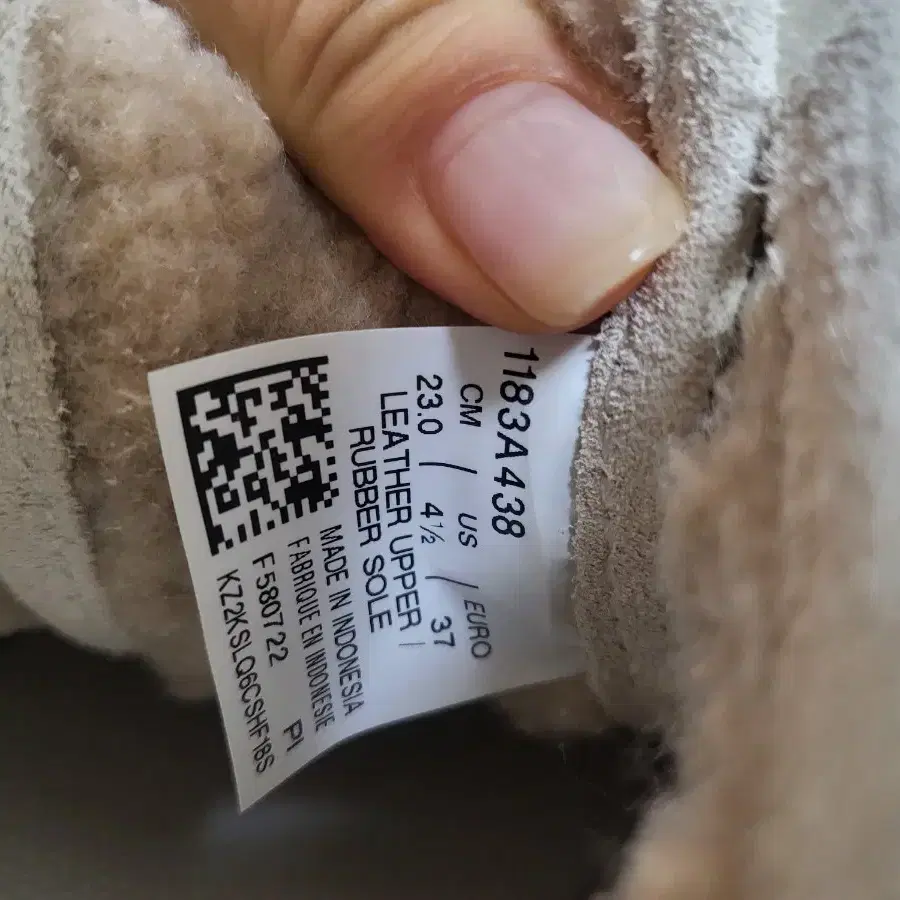 1183A438
CM / US / EURO
23.0 / 4½ / 37
LEATHER UPPER /
RUBBER SOLE
MADE IN INDONESIA
FABRIQUE EN INDONESIE
F580722 PI
KZ2KSLQ6CSHF18S